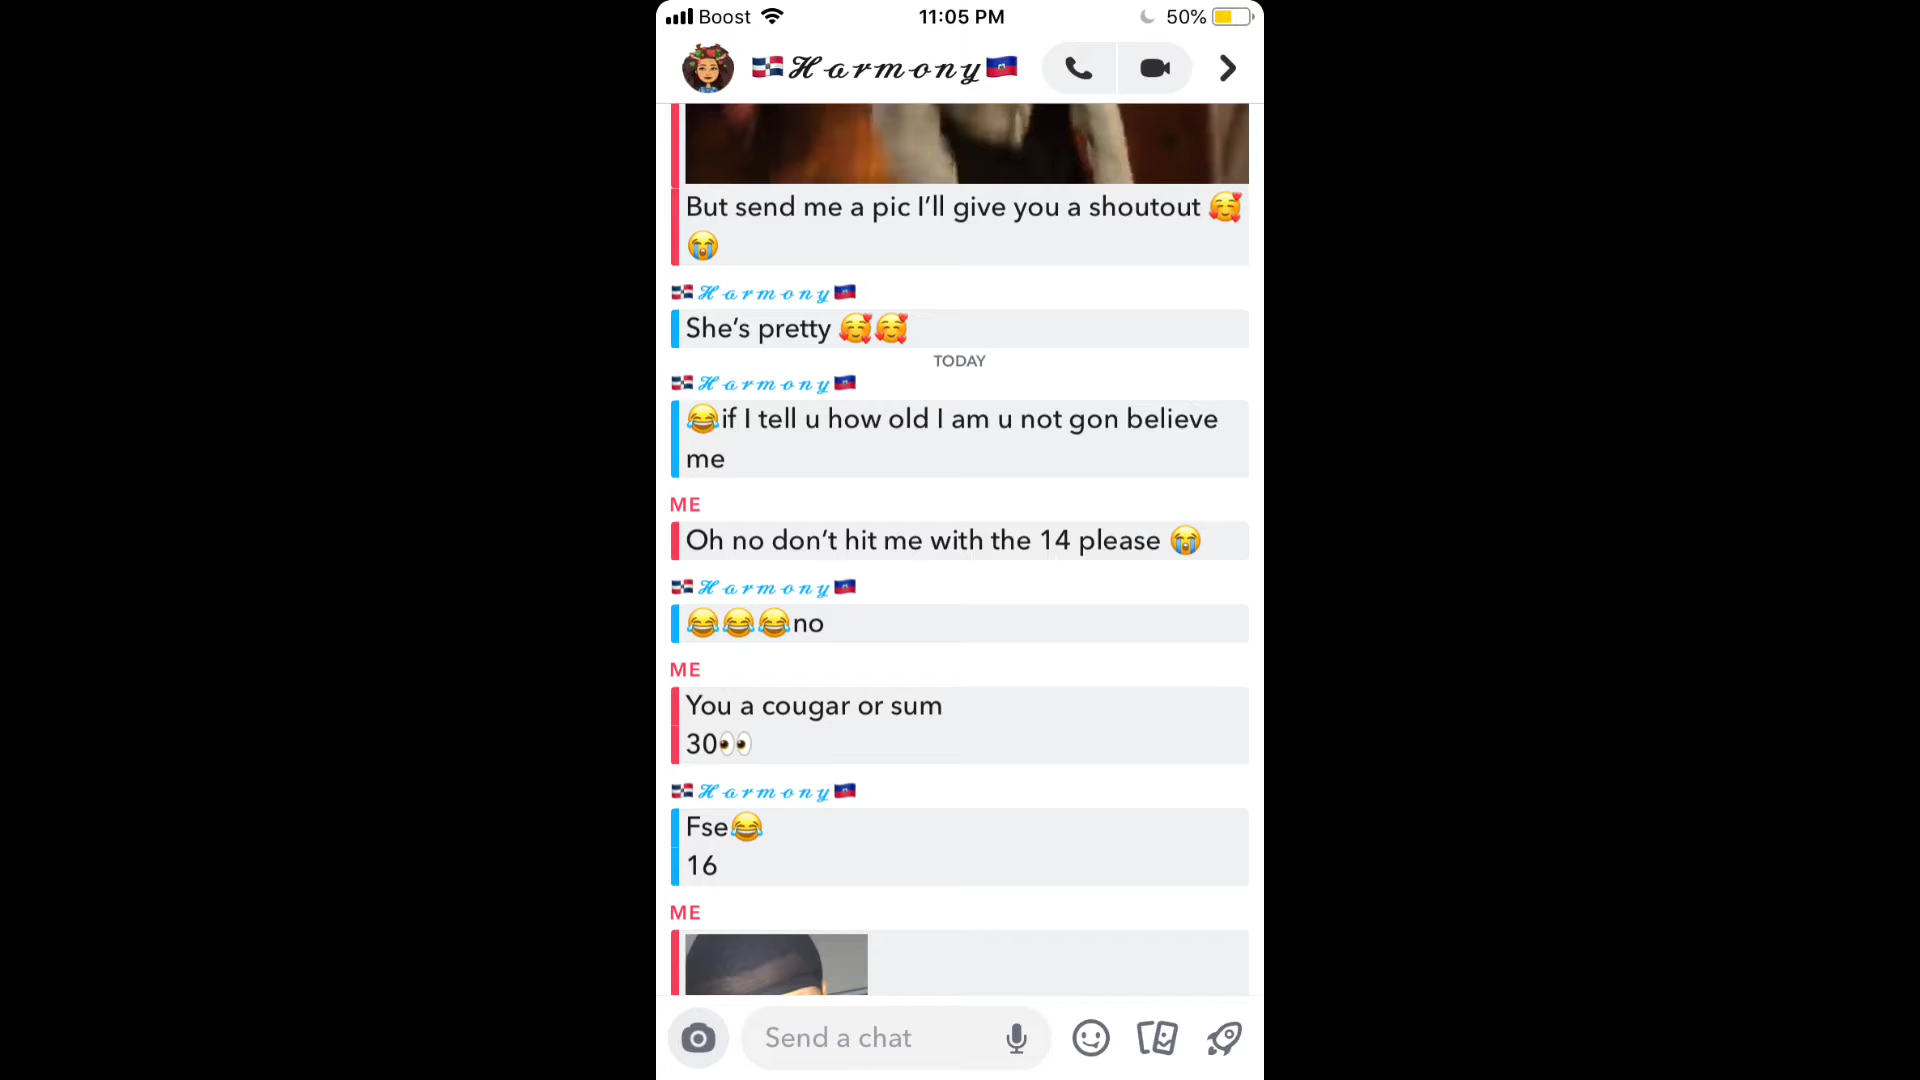 Boost 11:05 PM 50%
🇩🇴𝓗𝓪𝓻𝓶𝓸𝓷𝔂🇭🇹
But send me a pic I’ll give you a shoutout 🥰
😭
🇩🇴𝓗𝓪𝓻𝓶𝓸𝓷𝔂🇭🇹
She’s pretty 🥰🥰
TODAY
🇩🇴𝓗𝓪𝓻𝓶𝓸𝓷𝔂🇭🇹
😂if I tell u how old I am u not gon believe
me
ME
Oh no don’t hit me with the 14 please 😭
🇩🇴𝓗𝓪𝓻𝓶𝓸𝓷𝔂🇭🇹
😂😂😂no
ME
You a cougar or sum
30👀
🇩🇴𝓗𝓪𝓻𝓶𝓸𝓷𝔂🇭🇹
Fse😂
16
ME
Send a chat